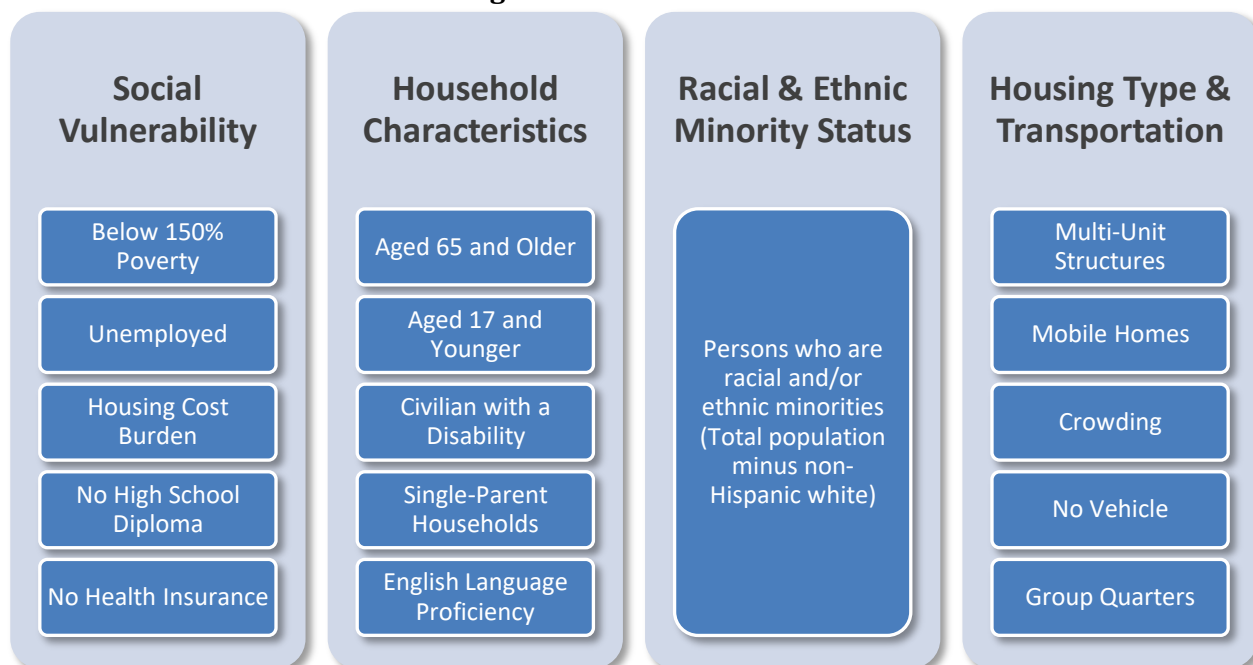 Social
Vulnerability
Below 150%
Poverty
Unemployed
Housing Cost
Burden
No High School
Diploma
No Health Insurance
Household
Characteristics
Aged 65 and Older
Aged 17 and
Younger
Civilian with a
Disability
Single-Parent
Households
English Language
Proficiency
Racial & Ethnic
Minority Status
Persons who are
racial and/or
ethnic minorities
(Total population
minus non-
Hispanic white)
Housing Type &
Transportation
Multi-Unit
Structures
Mobile Homes
Crowding
No Vehicle
Group Quarters